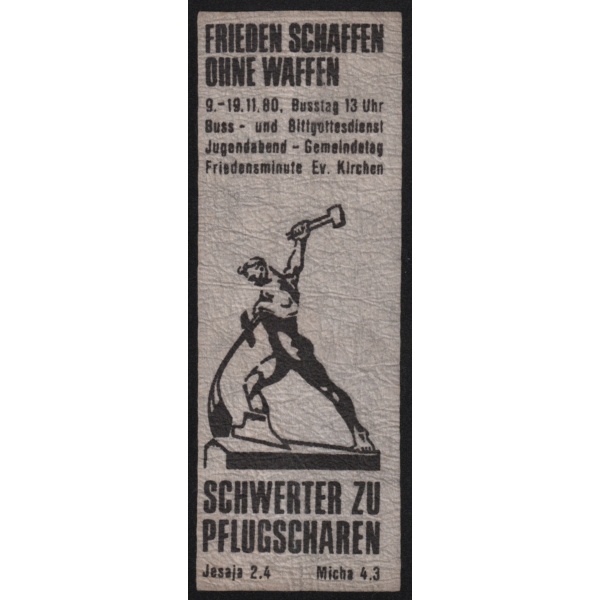 FRIEDEN SCHAFFEN
OHNE WAFFEN
9.-19.11.80, Busstag 13 Uhr
Buss- und Bittgottesdienst
Jugendabend - Gemeindetag
Friedensminute Ev. Kirchen
SCHWERTER ZU
PFLUGSCHAREN
Jesaja 2.4 Micha 4.3